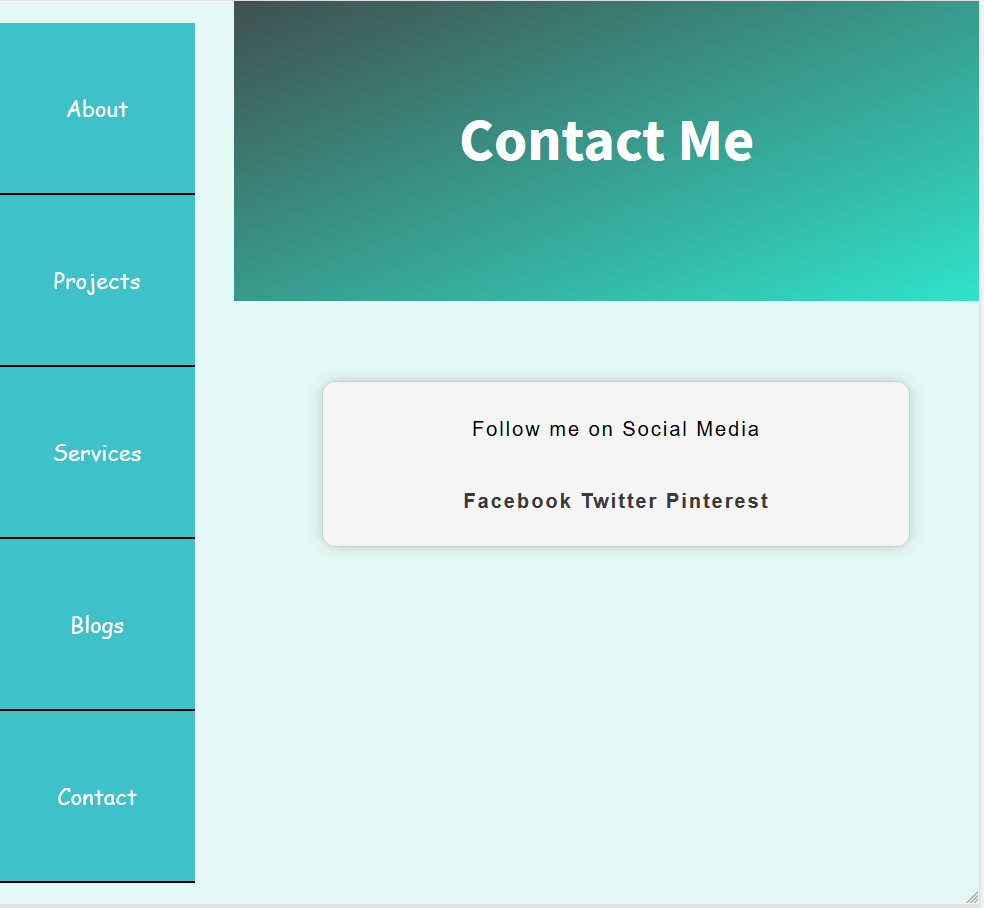 About
Projects
Services
Blogs
Contact
Contact Me
Follow me on Social Media
Facebook Twitter Pinterest